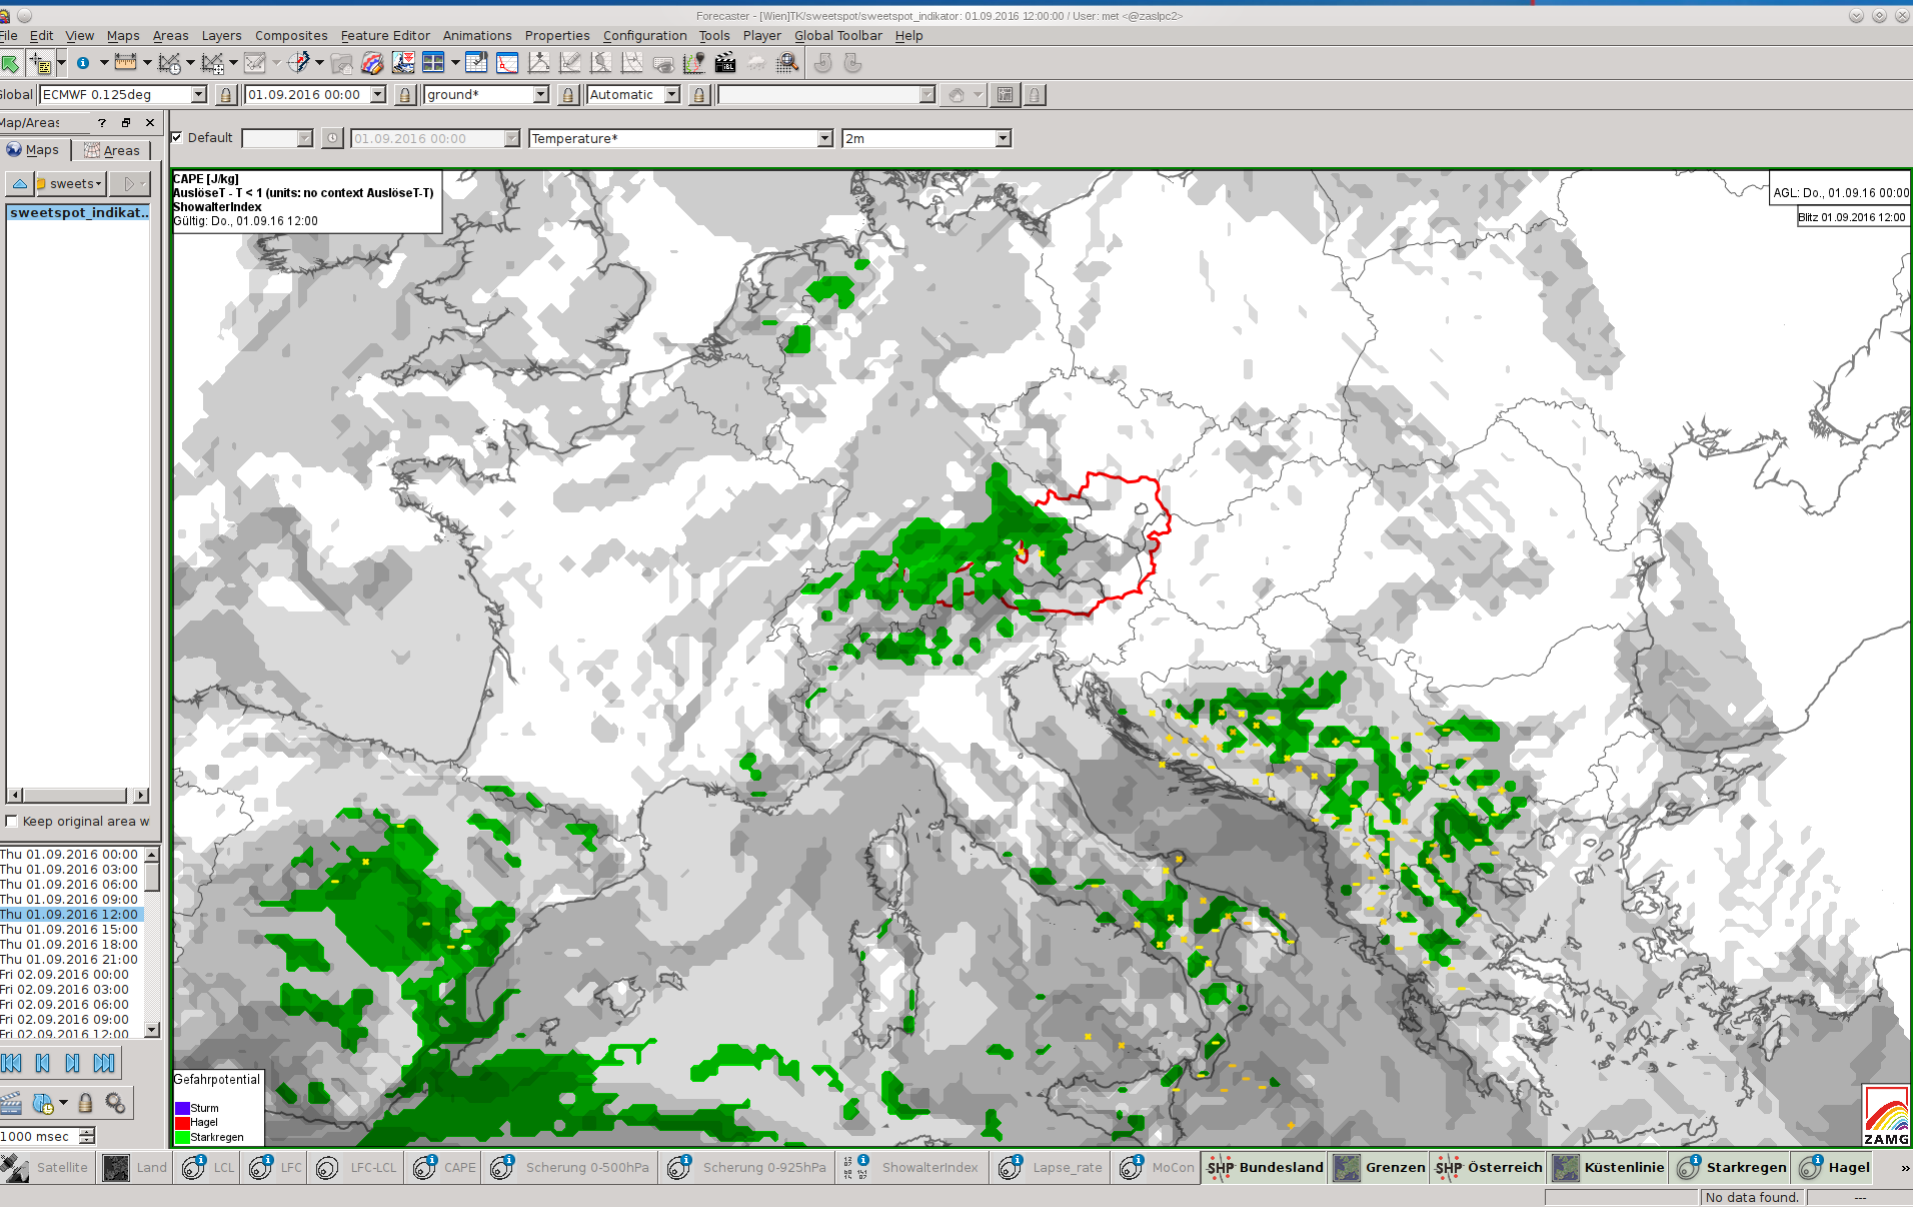 Forecaster - [Wien]TK/sweetspot/sweetspot_indikator: 01.09.2016 12:00:00 / User: met <@zaslpc2>
File Edit View Maps Areas Layers Composites Feature Editor Animations Properties Configuration Tools Player Global Toolbar Help
Global ECMWF 0.125deg 01.09.2016 00:00 ground* Automatic
Map/Areas ?
Default 01.09.2016 00:00 Temperature* 2m
Maps Areas
sweets
sweetspot_indikat..
CAPE [J/kg]
AuslöseT - T < 1 (units: no context AuslöseT-T)
ShowalterIndex
Gültig: Do., 01.09.16 12:00
AGL: Do., 01.09.16 00:00
Blitz 01.09.2016 12:00
Keep original area w
Thu 01.09.2016 00:00
Thu 01.09.2016 03:00
Thu 01.09.2016 06:00
Thu 01.09.2016 09:00
Thu 01.09.2016 12:00
Thu 01.09.2016 15:00
Thu 01.09.2016 18:00
Thu 01.09.2016 21:00
Fri 02.09.2016 00:00
Fri 02.09.2016 03:00
Fri 02.09.2016 06:00
Fri 02.09.2016 09:00
Fri 02.09.2016 12:00
1000 msec
Gefahrpotential
Sturm
Hagel
Starkregen
ZAMG
Satellite Land LCL LFC LFC-LCL CAPE Scherung 0-500hPa Scherung 0-925hPa ShowalterIndex Lapse_rate MoCon SHP Bundesland Grenzen SHP Österreich Küstenlinie Starkregen Hagel »
No data found. ---